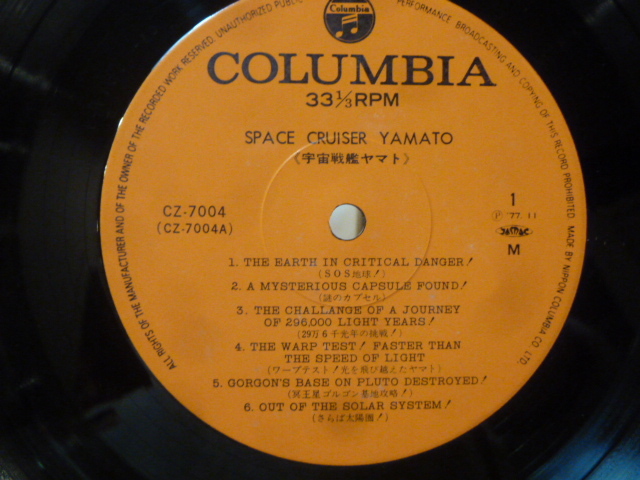 Columbia
ALL RIGHTS OF THE MANUFACTURER AND OF THE OWNER OF THE RECORDED WORK RESERVED. UNAUTHORIZED PUBLIC PERFORMANCE, BROADCASTING AND COPYING OF THIS RECORD PROHIBITED. MADE BY NIPPON COLUMBIA CO. LTD.
COLUMBIA
33 1/3 RPM
SPACE CRUISER YAMATO
《宇宙戦艦ヤマト》
CZ-7004
(CZ-7004A)
1
Ⓟ '77. 11
JASRAC
M
1. THE EARTH IN CRITICAL DANGER!
(SOS地球!)
2. A MYSTERIOUS CAPSULE FOUND!
(謎のカプセル)
3. THE CHALLANGE OF A JOURNEY
OF 296,000 LIGHT YEARS!
(29万6千光年の挑戦!)
4. THE WARP TEST! FASTER THAN
THE SPEED OF LIGHT
(ワープテスト!光を飛び越えたヤマト)
5. GORGON'S BASE ON PLUTO DESTROYED!
(冥王星ゴルゴン基地攻略!)
6. OUT OF THE SOLAR SYSTEM!
(さらば太陽圏!)